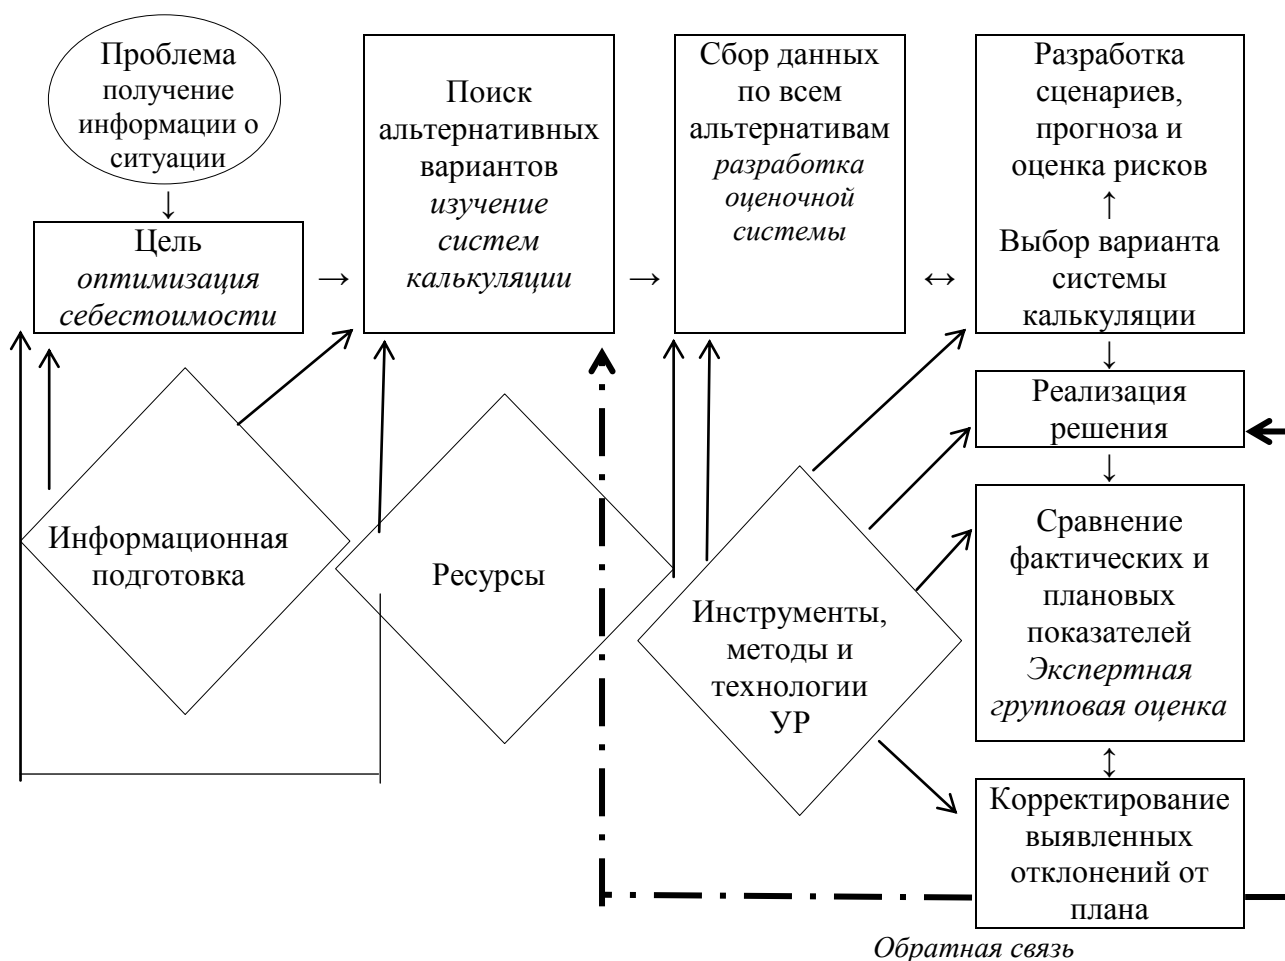 Проблема
получение
информации о
ситуации
↓
Цель
оптимизация
себестоимости
→
Поиск
альтернативных
вариантов
изучение
систем
калькуляции
→
Сбор данных
по всем
альтернативам
разработка
оценочной
системы
↔
Разработка
сценариев,
прогноза и
оценка рисков
↑
Выбор варианта
системы
калькуляции
↓
Реализация
решения
↓
Сравнение
фактических и
плановых
показателей
Экспертная
групповая оценка
↕
Корректирование
выявленных
отклонений от
плана
Информационная
подготовка
Ресурсы
Инструменты,
методы и
технологии
УР
Обратная связь